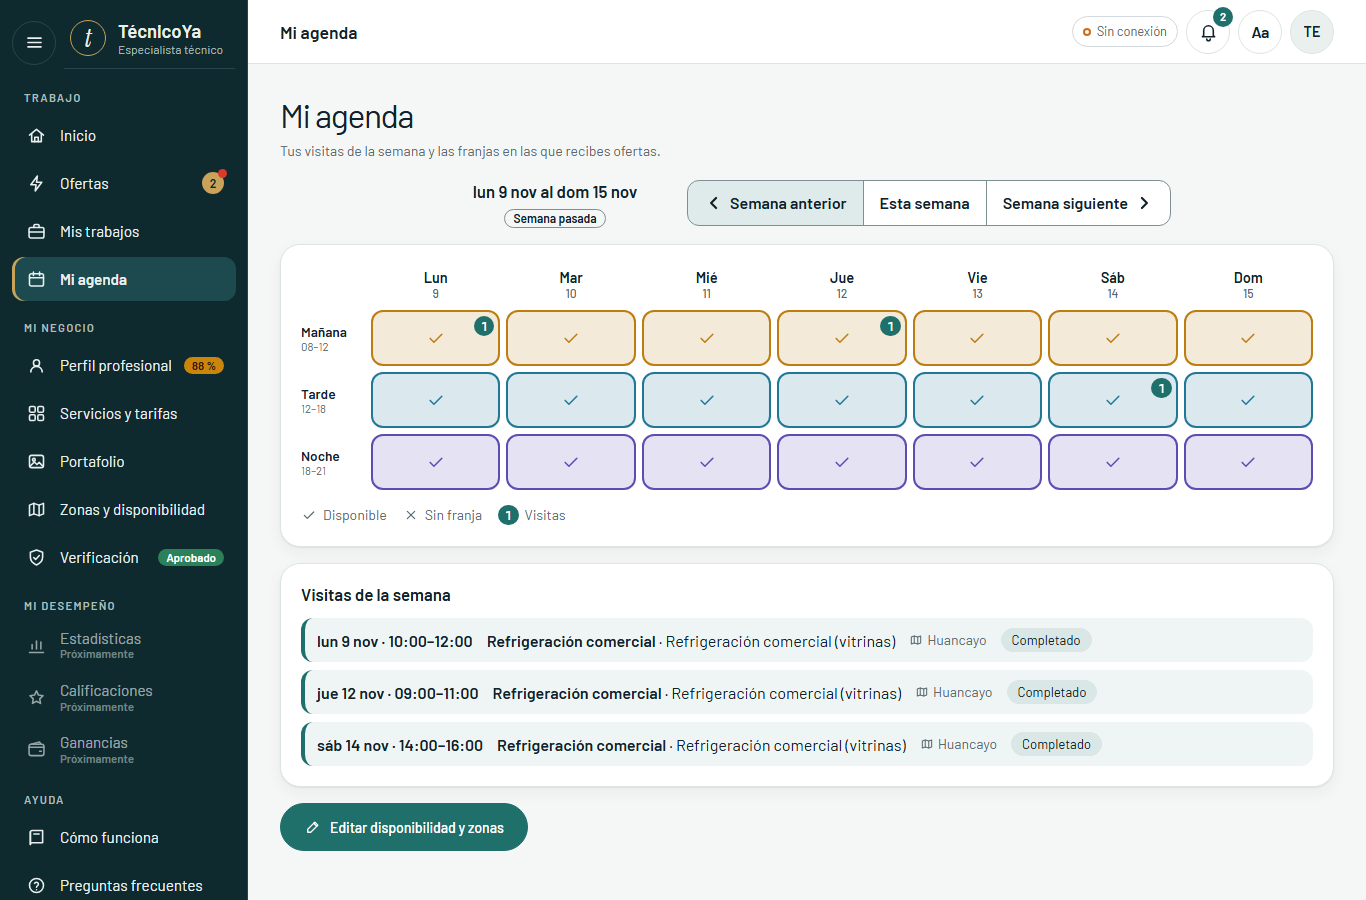 t
TécnicoYa
Especialista técnico
TRABAJO
Inicio
Ofertas 2
Mis trabajos
Mi agenda
MI NEGOCIO
Perfil profesional 88 %
Servicios y tarifas
Portafolio
Zonas y disponibilidad
Verificación Aprobado
MI DESEMPEÑO
Estadísticas
Próximamente
Calificaciones
Próximamente
Ganancias
Próximamente
AYUDA
Cómo funciona
Preguntas frecuentes
Mi agenda
Sin conexión 2 Aa TE
Mi agenda
Tus visitas de la semana y las franjas en las que recibes ofertas.
lun 9 nov al dom 15 nov
Semana pasada
Semana anterior Esta semana Semana siguiente
Lun Mar Mié Jue Vie Sáb Dom
9 10 11 12 13 14 15
Mañana 1 1
08–12
Tarde 1
12–18
Noche
18–21
Disponible Sin franja 1 Visitas
Visitas de la semana
lun 9 nov · 10:00–12:00 Refrigeración comercial · Refrigeración comercial (vitrinas) Huancayo Completado
jue 12 nov · 09:00–11:00 Refrigeración comercial · Refrigeración comercial (vitrinas) Huancayo Completado
sáb 14 nov · 14:00–16:00 Refrigeración comercial · Refrigeración comercial (vitrinas) Huancayo Completado
Editar disponibilidad y zonas